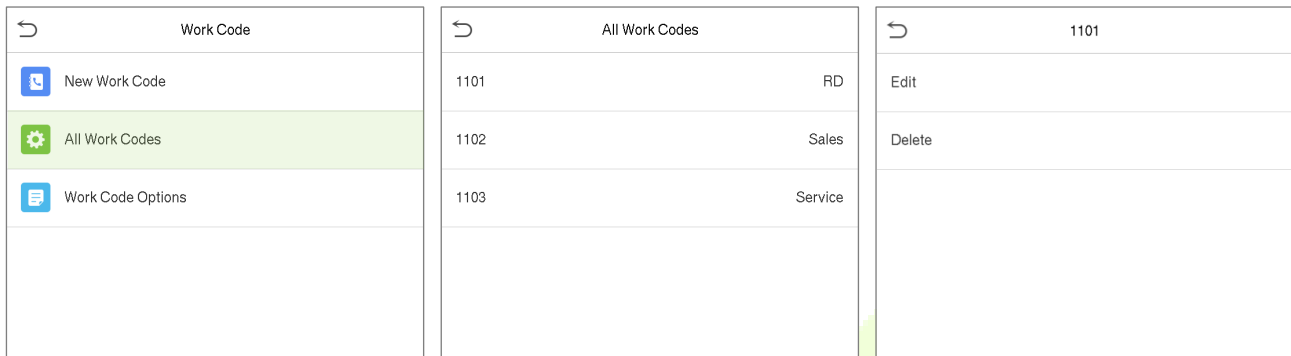 Work Code
New Work Code
All Work Codes
Work Code Options
All Work Codes
1101 RD
1102 Sales
1103 Service
1101
Edit
Delete